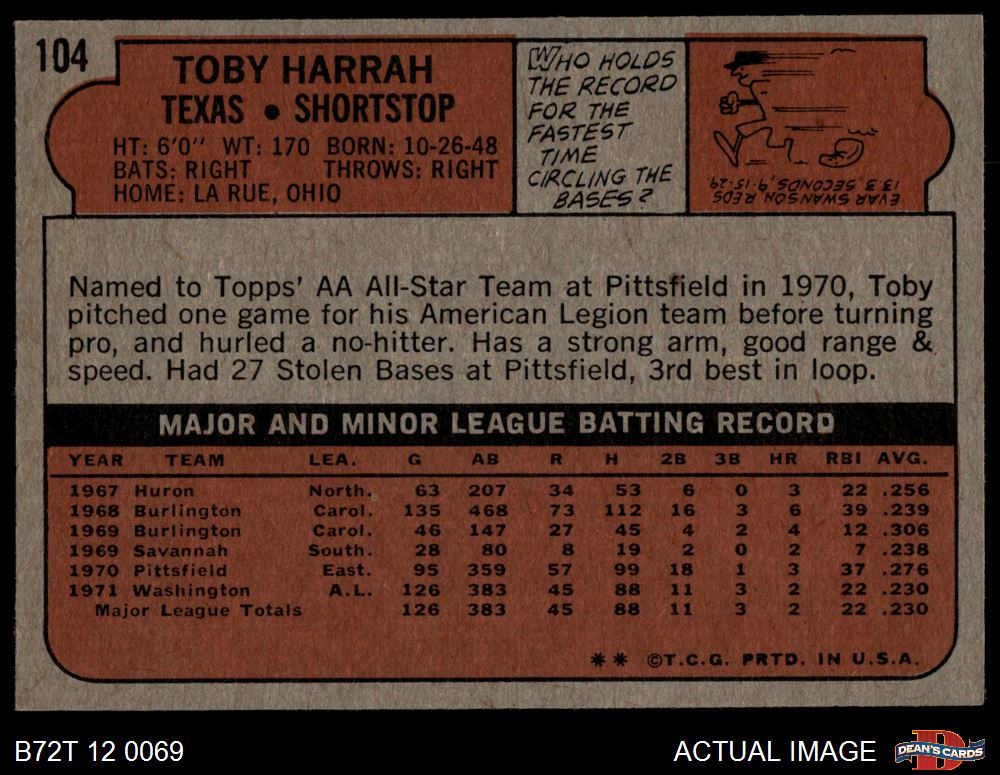 104
TOBY HARRAH
TEXAS • SHORTSTOP
HT: 6'0" WT: 170 BORN: 10-26-48
BATS: RIGHT THROWS: RIGHT
HOME: LA RUE, OHIO
WHO HOLDS
THE RECORD
FOR THE
FASTEST
TIME
CIRCLING THE
BASES?
EVAR SWANSON REDS
13.3 SECONDS, 9-15-29
Named to Topps' AA All-Star Team at Pittsfield in 1970, Toby
pitched one game for his American Legion team before turning
pro, and hurled a no-hitter. Has a strong arm, good range &
speed. Had 27 Stolen Bases at Pittsfield, 3rd best in loop.
MAJOR AND MINOR LEAGUE BATTING RECORD
YEAR TEAM LEA. G AB R H 2B 3B HR RBI AVG.
1967 Huron North. 63 207 34 53 6 0 3 22 .256
1968 Burlington Carol. 135 468 73 112 16 3 6 39 .239
1969 Burlington Carol. 46 147 27 45 4 2 4 12 .306
1969 Savannah South. 28 80 8 19 2 0 2 7 .238
1970 Pittsfield East. 95 359 57 99 18 1 3 37 .276
1971 Washington A.L. 126 383 45 88 11 3 2 22 .230
Major League Totals 126 383 45 88 11 3 2 22 .230
** ©T.C.G. PRTD. IN U.S.A.
B72T 12 0069
ACTUAL IMAGE
D
DEAN'S CARDS